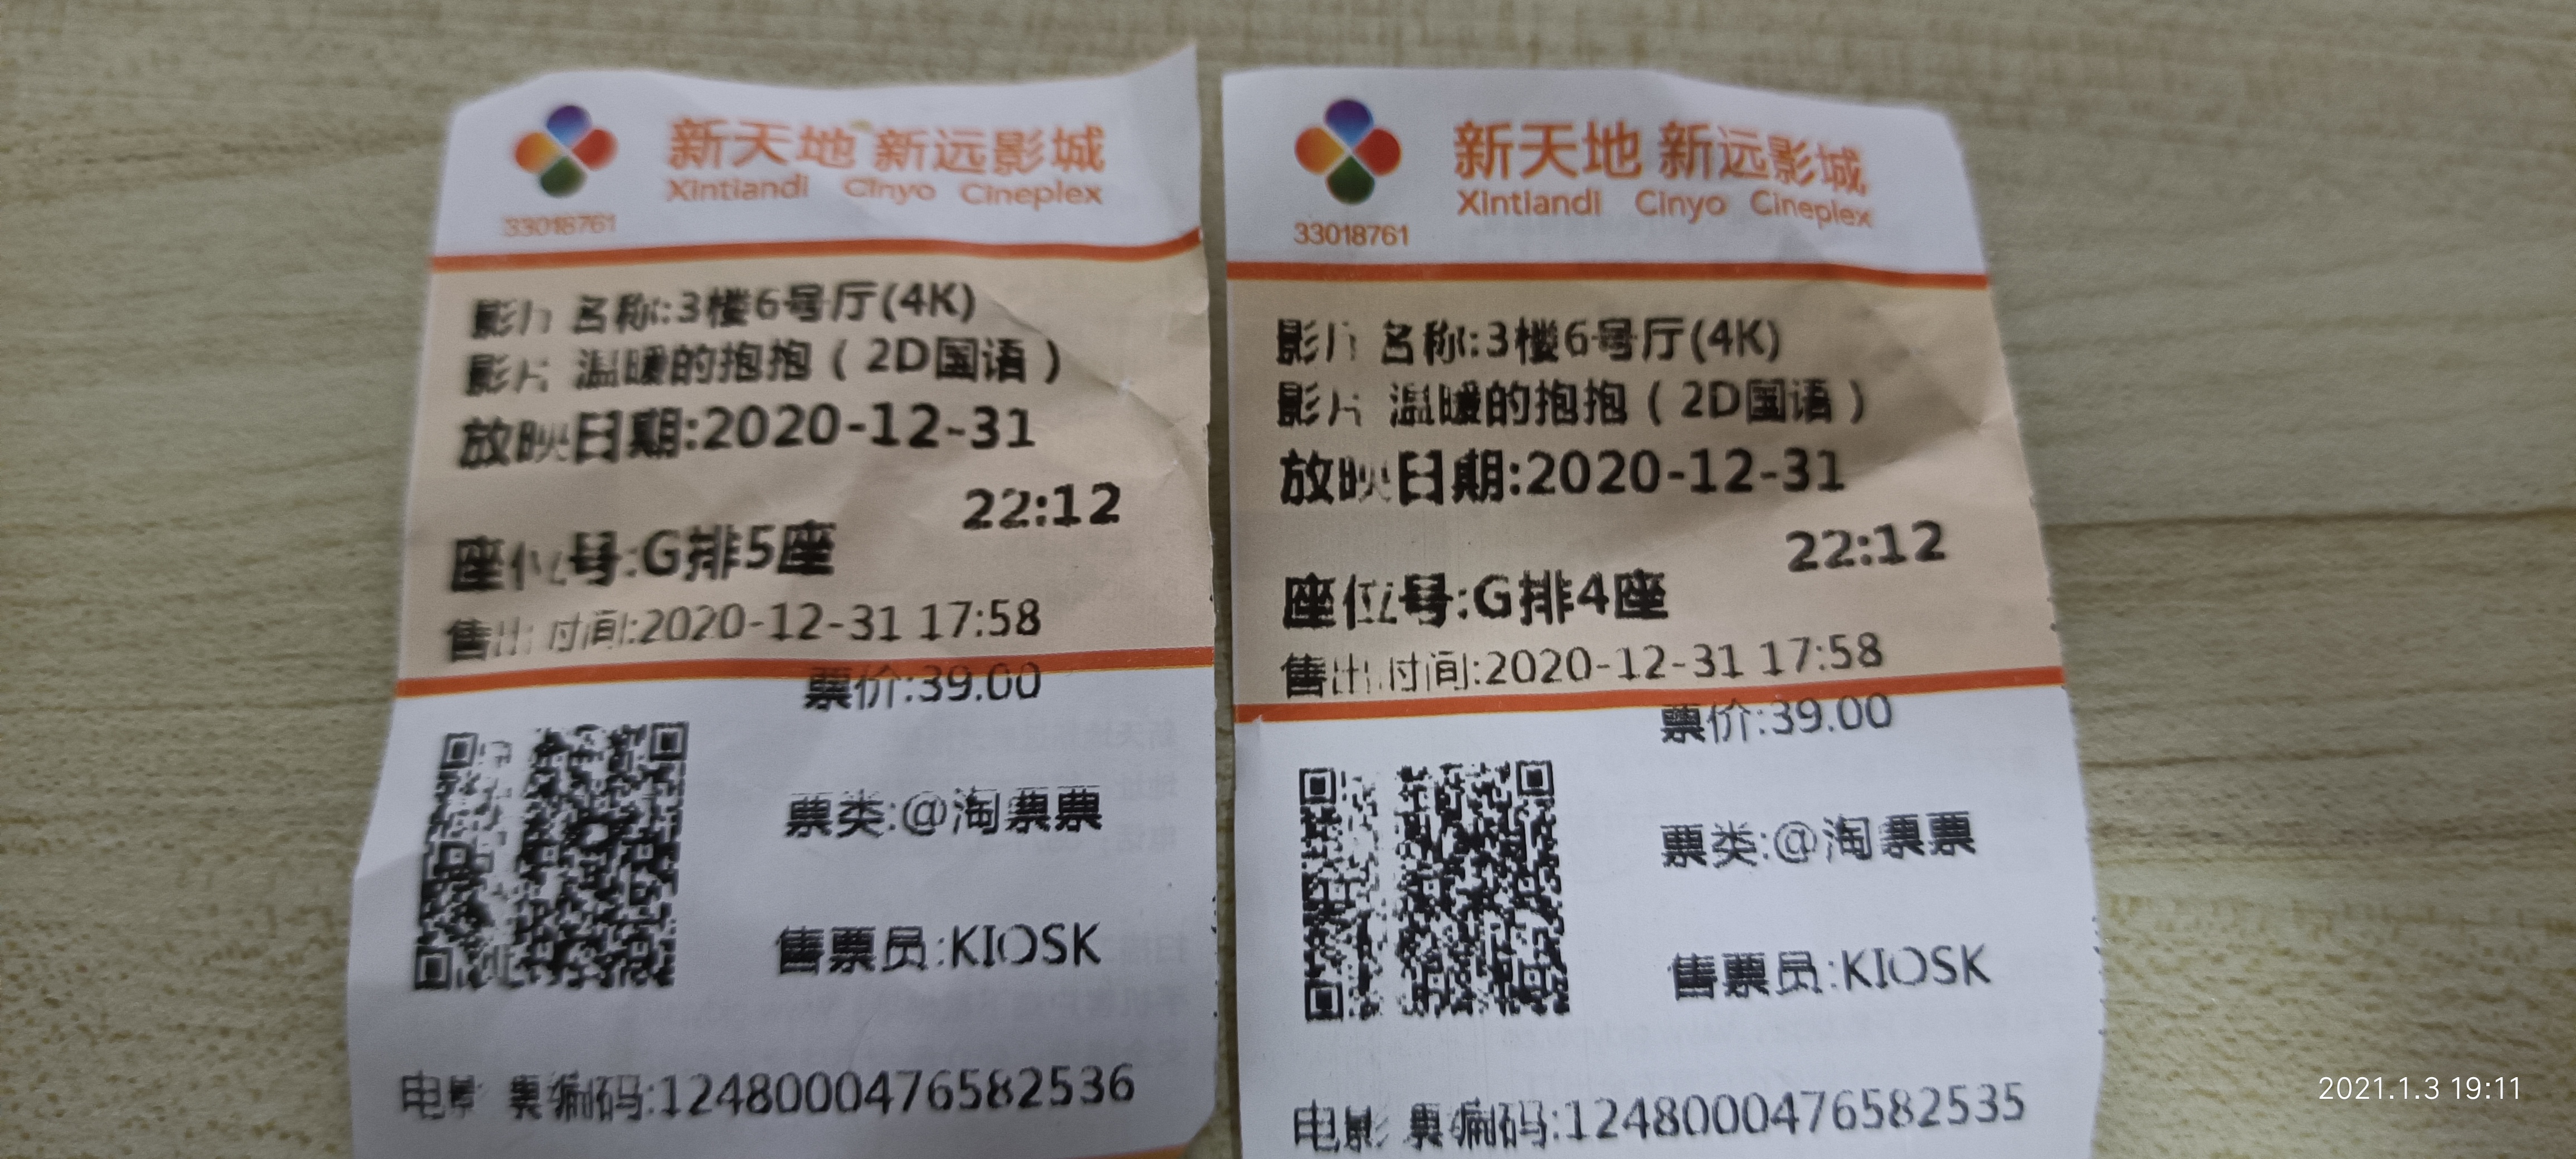 新天地 新远影城
Xintiandi Cinyo Cineplex
33018761
影片名称:3楼6号厅(4K)
影片 温暖的抱抱(2D国语)
放映日期:2020-12-31
22:12
座位号:G排5座
售出时间:2020-12-31 17:58
票价:39.00
票类:@淘票票
售票员:KIOSK
电影票编码:1248000476582536
新天地 新远影城
Xintiandi Cinyo Cineplex
33018761
影片名称:3楼6号厅(4K)
影片 温暖的抱抱(2D国语)
放映日期:2020-12-31
22:12
座位号:G排4座
售出时间:2020-12-31 17:58
票价:39.00
票类:@淘票票
售票员:KIOSK
电影票编码:1248000476582535
2021.1.3 19:11